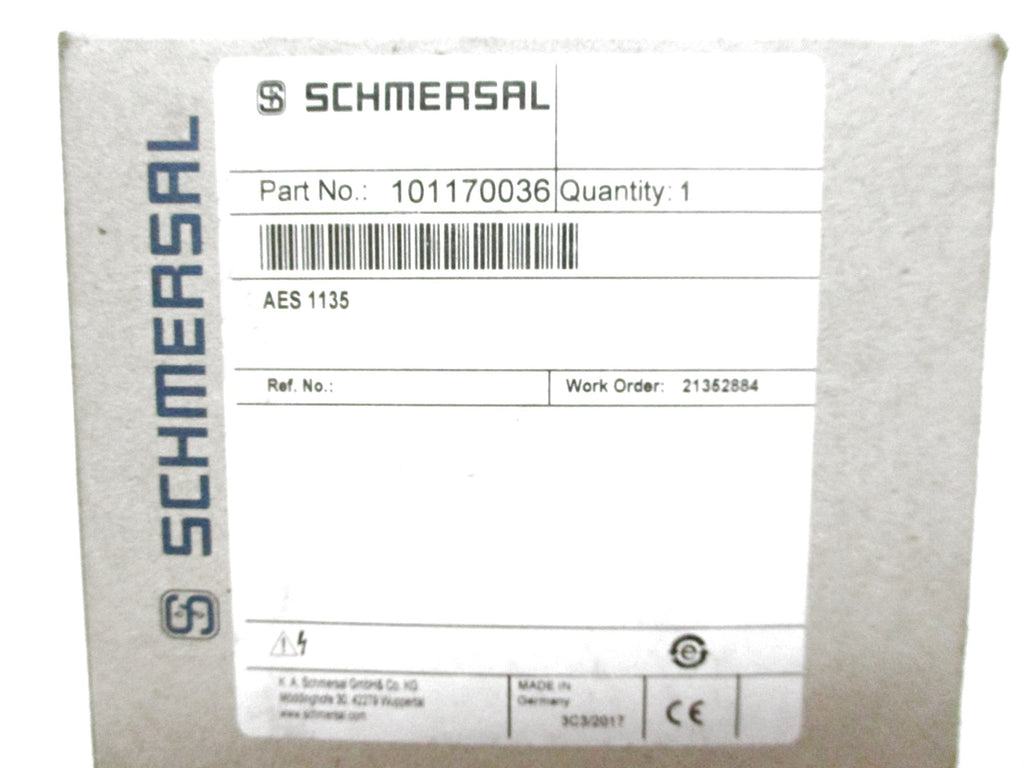 SCHMERSAL
SCHMERSAL
Part No.: 101170036 Quantity: 1
AES 1135
Ref. No.: Work Order: 21352884
K. A. Schmersal GmbH & Co. KG
Möddinghofe 30, 42279 Wuppertal
www.schmersal.com
MADE IN
Germany
3C3/2017
CE